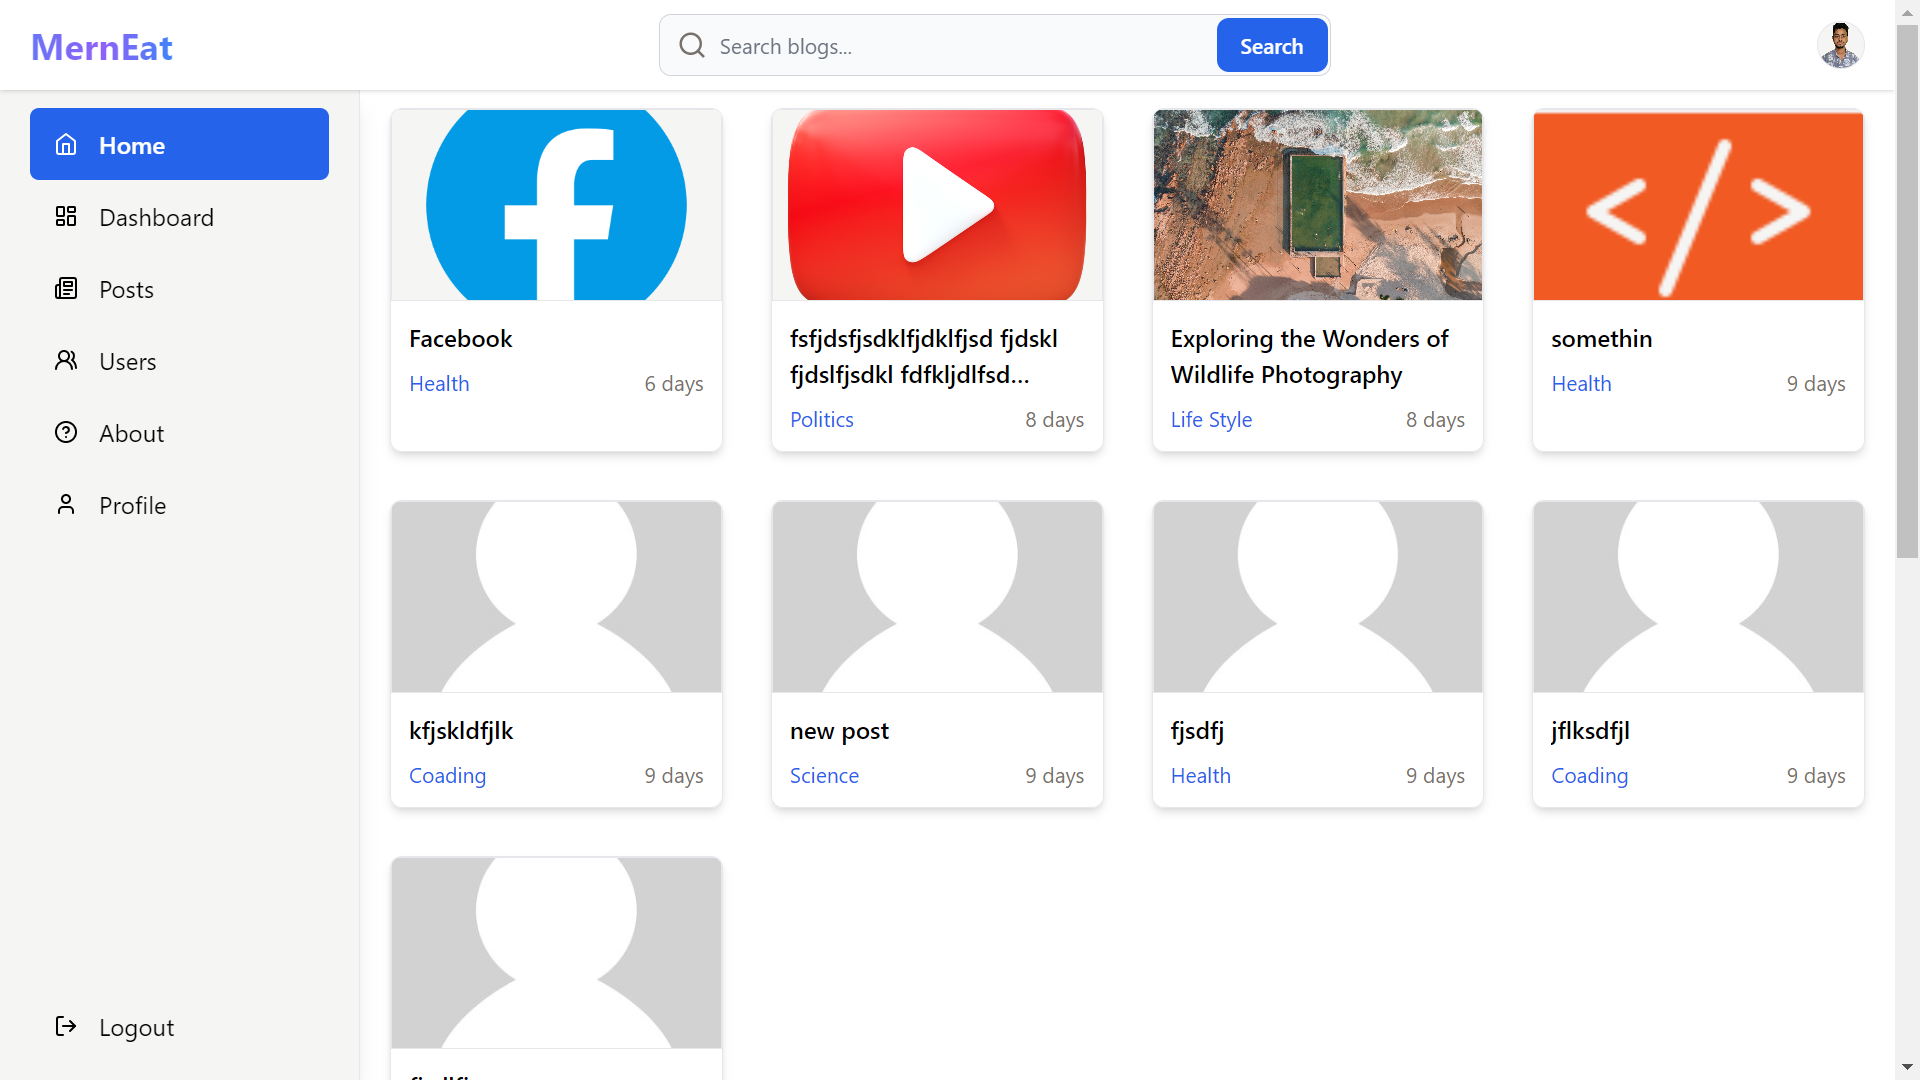 MernEat
Search blogs...
Search
Home
Dashboard
Posts
Users
About
Profile
Logout
Facebook
Health
6 days
fsfjdsfjsdklfjdklfjsd fjdskl
fjdslfjsdkl fdfkljdlfsd...
Politics
8 days
Exploring the Wonders of
Wildlife Photography
Life Style
8 days
somethin
Health
9 days
kfjskldfjlk
Coading
9 days
new post
Science
9 days
fjsdfj
Health
9 days
jflksdfjl
Coading
9 days